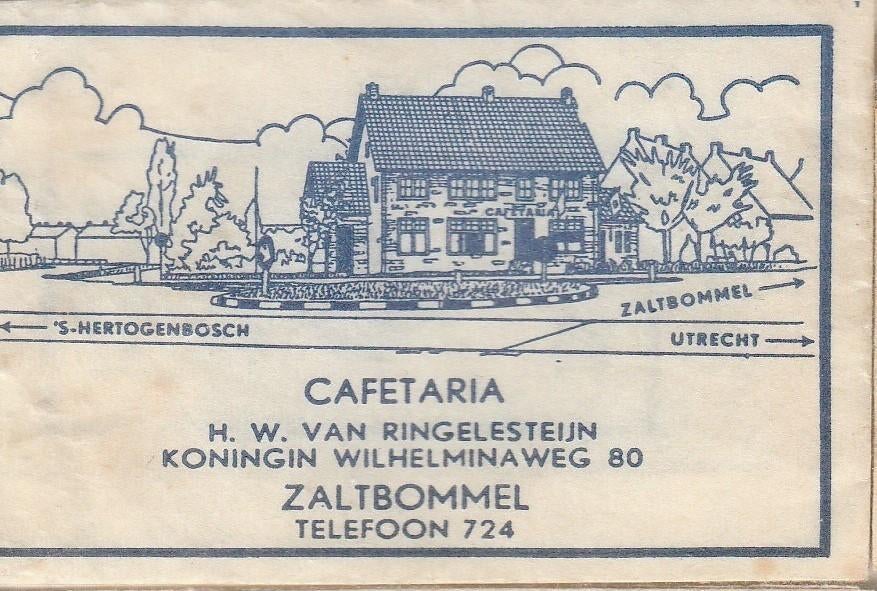 CAFETARIA
ZALTBOMMEL
'S-HERTOGENBOSCH
UTRECHT
CAFETARIA
H. W. VAN RINGELESTEIJN
KONINGIN WILHELMINAWEG 80
ZALTBOMMEL
TELEFOON 724